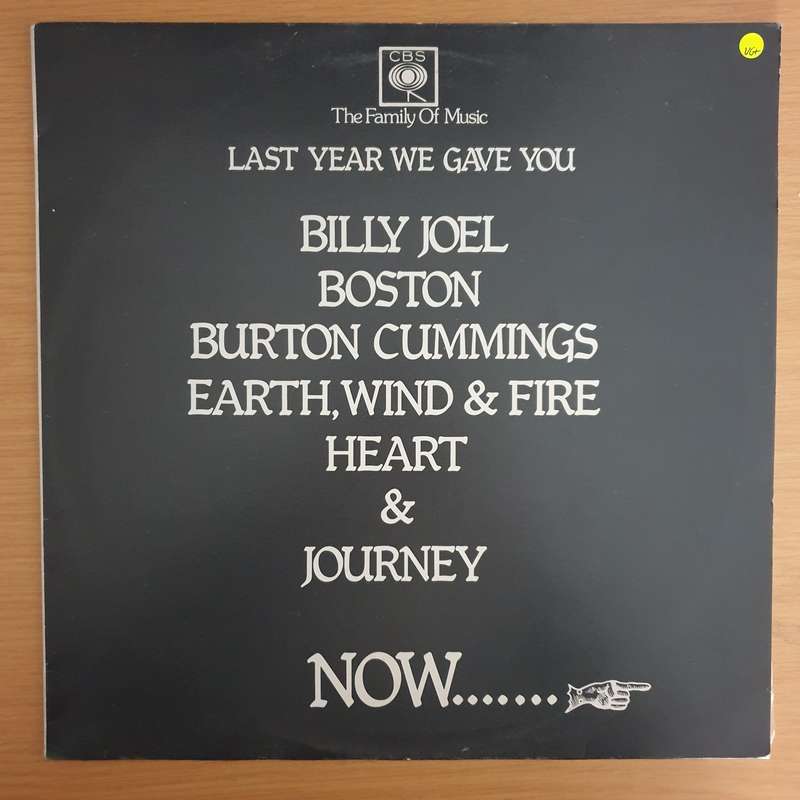 CBS
The Family Of Music
LAST YEAR WE GAVE YOU
BILLY JOEL
BOSTON
BURTON CUMMINGS
EARTH, WIND & FIRE
HEART
&
JOURNEY
NOW.......
VG+